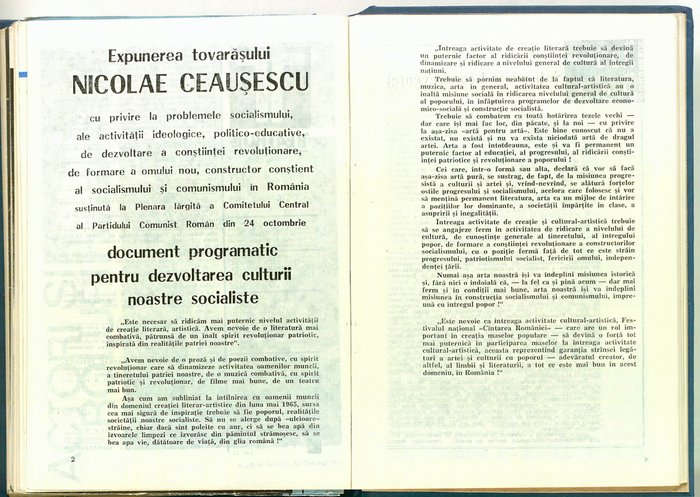 Expunerea tovarășului
NICOLAE CEAUȘESCU
cu privire la problemele socialismului,
ale activității ideologice, politico-educative,
de dezvoltare a conștiinței revoluționare,
de formare a omului nou, constructor conștient
al socialismului și comunismului în România
susținută la Plenara lărgită a Comitetului Central
al Partidului Comunist Român din 24 octombrie
document programatic
pentru dezvoltarea culturii
noastre socialiste
„Este necesar să ridicăm mai puternic nivelul activității
de creație literară, artistică. Avem nevoie de o literatură mai
combativă, pătrunsă de un înalt spirit revoluționar patriotic,
inspirată din realitățile patriei noastre".
„Avem nevoie de o proză și de poezii combative, cu spirit
revoluționar care să dinamizeze activitatea oamenilor muncii,
a tineretului patriei noastre, de o muzică combativă, cu spirit
patriotic și revoluționar, de filme mai bune, de un teatru
mai bun.
Așa cum am subliniat la întîlnirea cu oamenii muncii
din domeniul creației literar-artistice din luna mai 1965, sursa
cea mai sigură de inspirație trebuie să fie poporul, realitățile
societății noastre socialiste. Să nu se alerge după «ulcioare»
străine, chiar dacă sînt poleite cu aur, ci să se bea apă din
izvoarele limpezi ce izvorăsc din pămîntul strămoșesc, să se
bea apa vie, dătătoare de viață, din glia română !"
2
„Întreaga activitate de creație literară trebuie să devină
un puternic factor al ridicării conștiinței revoluționare, de
dinamizare și ridicare a nivelului general de cultură al întregii
națiuni.
Trebuie să pornim neabătut de la faptul că literatura,
muzica, arta în general, activitatea cultural-artistică au o
înaltă misiune socială în ridicarea nivelului general de cultură
al poporului, în înfăptuirea programelor de dezvoltare econo-
mico-socială și construcție socialistă.
Trebuie să combatem cu toată hotărîrea tezele vechi —
dar care își mai fac loc, din păcate, și la noi — cu privire
la așa-zisa «artă pentru artă». Este bine cunoscut că nu a
existat, nu există și nu va exista niciodată artă de dragul
artei. Arta a fost întotdeauna, este și va fi permanent un
puternic factor al educației, al progresului, al ridicării conști-
inței patriotice și revoluționare a poporului !
Cei care, într-o formă sau alta, declară că vor să facă
așa-zisa artă pură, se sustrag, de fapt, de la misiunea progre-
sistă a culturii și artei și, vrînd-nevrînd, se alătură forțelor
ostile progresului și socialismului, acelora care folosesc și vor
să mențină permanent literatura, arta ca un mijloc de întărire
a pozițiilor lor dominante, a societății împărțite în clase, a
asupririi și inegalității.
Întreaga activitate de creație și cultural-artistică trebuie
să se angajeze ferm în activitatea de ridicare a nivelului de
cultură, de cunoștințe generale al tineretului, al întregului
popor, de formare a conștiinței revoluționare a constructorilor
socialismului, cu o poziție fermă față de tot ce este străin
progresului, patriotismului socialist, fericirii omului, indepen-
denței țării.
Numai așa arta noastră își va îndeplini misiunea istorică
și, fără nici o îndoială că, — la fel ca și pînă acum — dar mai
ferm și în condiții mai bune, arta noastră își va îndeplini
misiunea în construcția socialismului și comunismului, împre-
ună cu întregul popor !"
„Este nevoie ca întreaga activitate cultural-artistică, Fes-
tivalul național «Cîntarea României» — care are un rol im-
portant în creația maselor populare — să devină o forță tot
mai puternică în participarea maselor la întreaga activitate
cultural-artistică, aceasta reprezentînd garanția strînsei legă-
turi a artei și culturii cu poporul — adevăratul creator, de
altfel, al limbii și literaturii, a tot ce este mai bun în acest
domeniu, în România !"